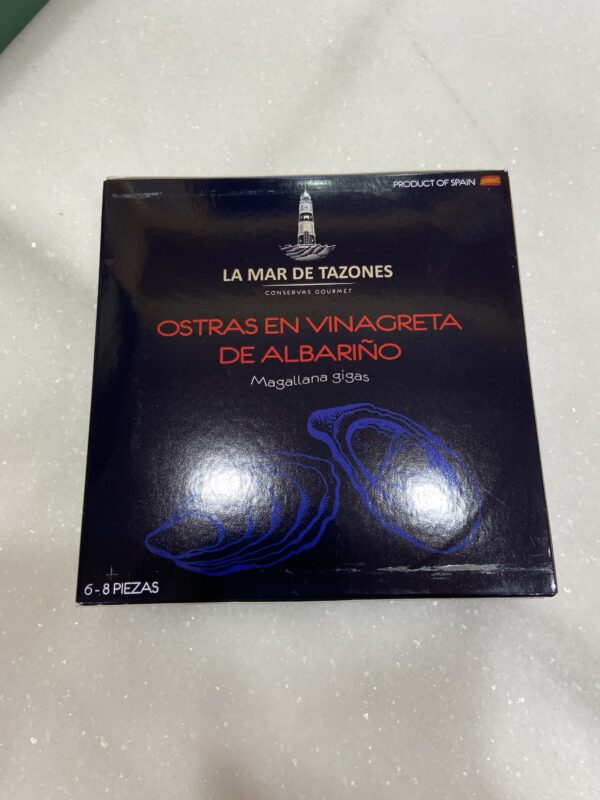 PRODUCT OF SPAIN
LA MAR DE TAZONES
CONSERVAS GOURMET
OSTRAS EN VINAGRETA
DE ALBARIÑO
Magallana gigas
6-8 PIEZAS